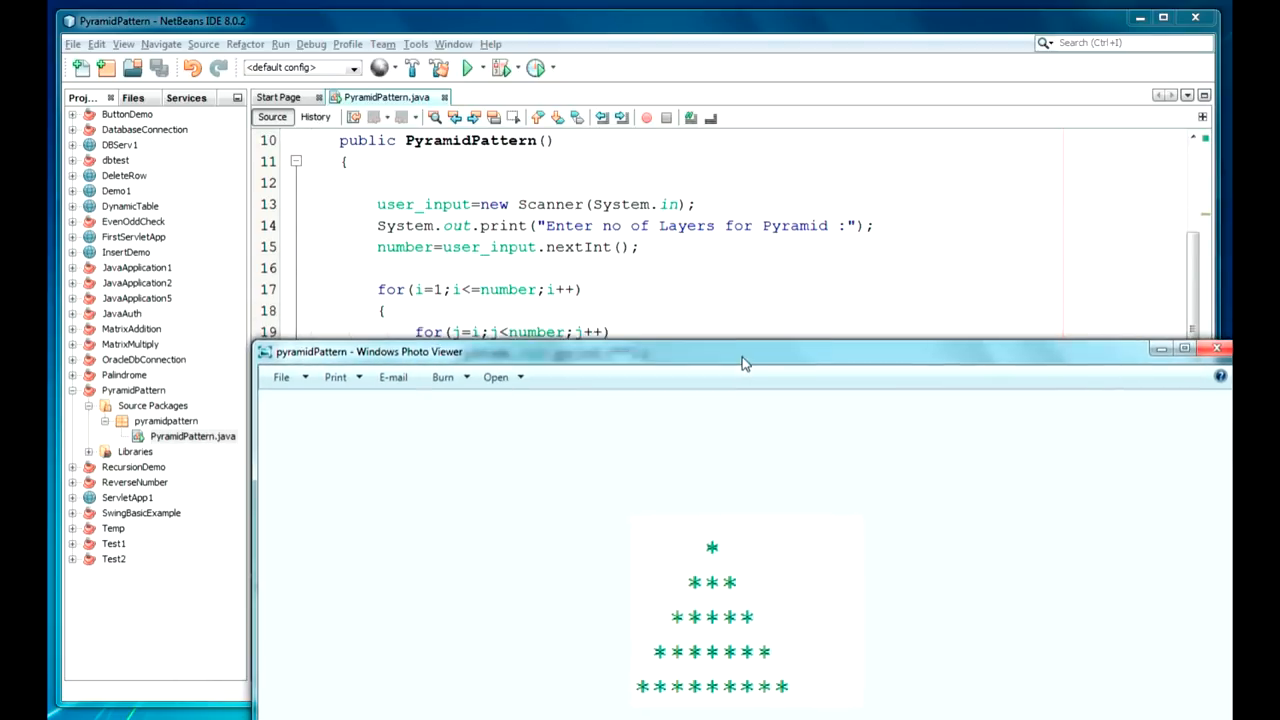 PyramidPattern - NetBeans IDE 8.0.2
File Edit View Navigate Source Refactor Run Debug Profile Team Tools Window Help
Search (Ctrl+I)
<default config>
Proj... Files Services
Start Page PyramidPattern.java
Source History
ButtonDemo
DatabaseConnection
DBServ1
dbtest
DeleteRow
Demo1
DynamicTable
EvenOddCheck
FirstServletApp
InsertDemo
JavaApplication1
JavaApplication2
JavaApplication5
JavaAuth
MatrixAddition
MatrixMultiply
OracleDbConnection
Palindrome
PyramidPattern
Source Packages
pyramidpattern
PyramidPattern.java
Libraries
RecursionDemo
ReverseNumber
ServletApp1
SwingBasicExample
Temp
Test1
Test2
10 public PyramidPattern()
11 {
12
13 user_input=new Scanner(System.in);
14 System.out.print("Enter no of Layers for Pyramid :");
15 number=user_input.nextInt();
16
17 for(i=1;i<=number;i++)
18 {
19 for(j=i;j<number;j++)
pyramidPattern - Windows Photo Viewer
File Print E-mail Burn Open
*
***
*****
*******
*********